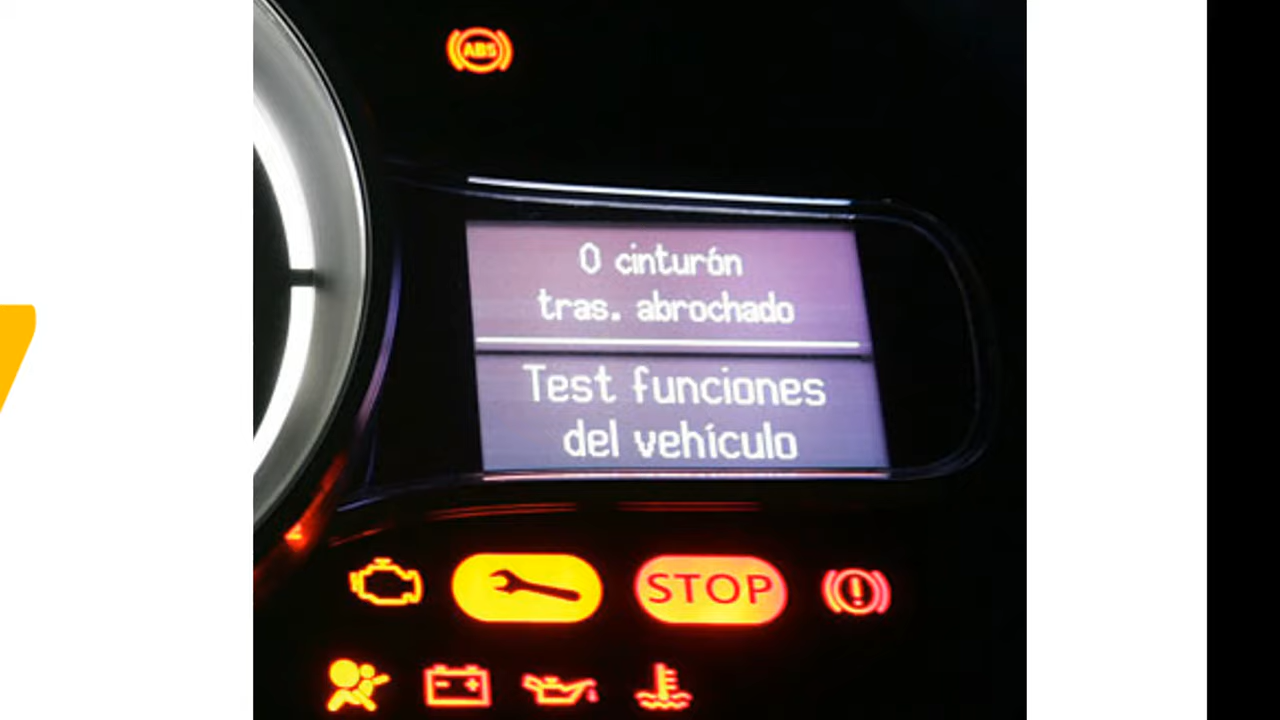 ABS
0 cinturón
tras. abrochado
Test funciones
del vehículo
STOP